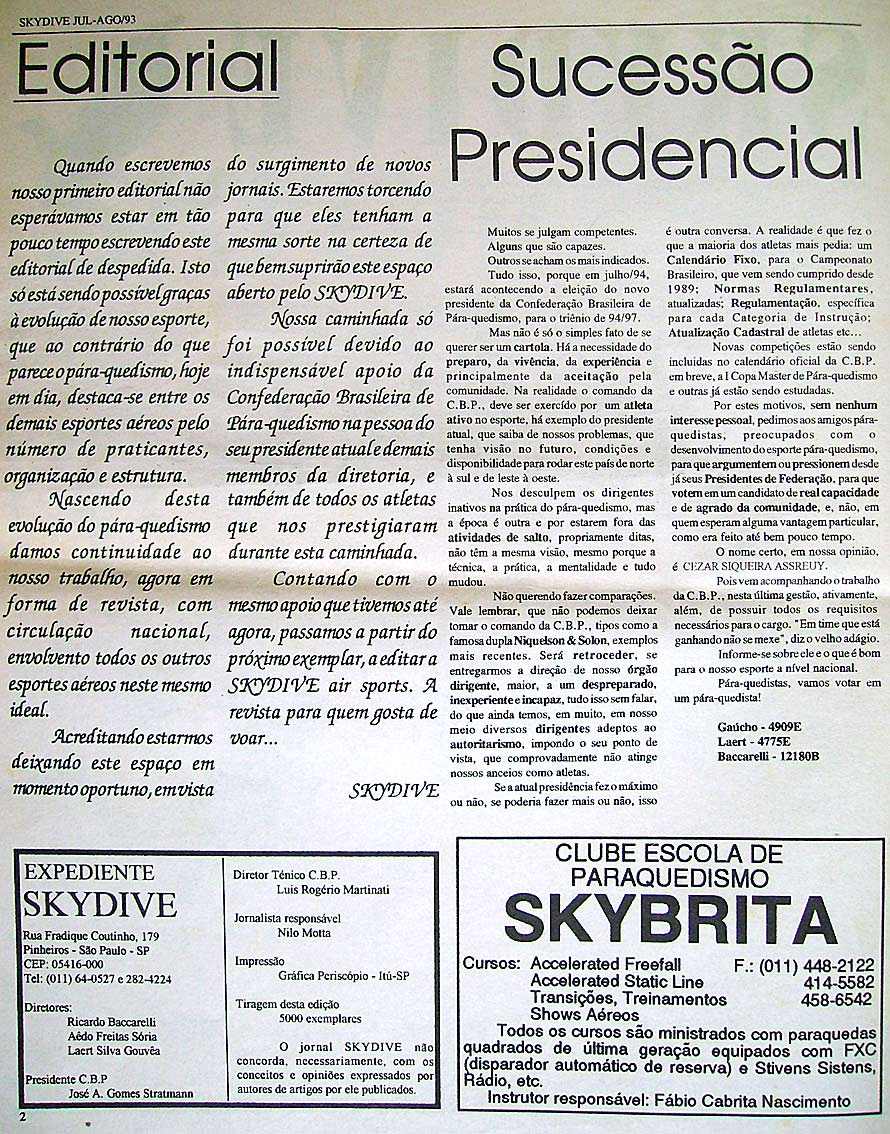 SKYDIVE JUL-AGO/93
Editorial
Quando escrevemos
nosso primeiro editorial não
esperávamos estar em tão
pouco tempo escrevendo este
editorial de despedida. Isto
só está sendo possível graças
à evolução de nosso esporte,
que ao contrário do que
parece o pára-quedismo, hoje
em dia, destaca-se entre os
demais esportes aéreos pelo
número de praticantes,
organização e estrutura.
Nascendo desta
evolução do pára-quedismo
damos continuidade ao
nosso trabalho, agora em
forma de revista, com
circulação nacional,
envolvento todos os outros
esportes aéreos neste mesmo
ideal.
Acreditando estarmos
deixando este espaço em
momento oportuno, em vista
do surgimento de novos
jornais. Estaremos torcendo
para que eles tenham a
mesma sorte na certeza de
que bem suprirão este espaço
aberto pelo SKYDIVE.
Nossa caminhada só
foi possível devido ao
indispensável apoio da
Confederação Brasileira de
Pára-quedismo na pessoa do
seu presidente atual e demais
membros da diretoria, e
também de todos os atletas
que nos prestigiaram
durante esta caminhada.
Contando com o
mesmo apoio que tivemos até
agora, passamos a partir do
próximo exemplar, a editar a
SKYDIVE air sports. A
revista para quem gosta de
voar...
SKYDIVE
Sucessão
Presidencial
Muitos se julgam competentes.
Alguns que são capazes.
Outros se acham os mais indicados.
Tudo isso, porque em julho/94,
estará acontecendo a eleição do novo
presidente da Confederação Brasileira de
Pára-quedismo, para o triênio de 94/97.
Mas não é só o simples fato de se
querer ser um cartola. Há a necessidade do
preparo, da vivência, da experiência e
principalmente da aceitação pela
comunidade. Na realidade o comando da
C.B.P., deve ser exercído por um atleta
ativo no esporte, há exemplo do presidente
atual, que saiba de nossos problemas, que
tenha visão no futuro, condições e
disponibilidade para rodar este país de norte
à sul e de leste à oeste.
Nos desculpem os dirigentes
inativos na prática do pára-quedismo, mas
a época é outra e por estarem fora das
atividades de salto, propriamente ditas,
não têm a mesma visão, mesmo porque a
técnica, a prática, a mentalidade e tudo
mudou.
Não querendo fazer comparações.
Vale lembrar, que não podemos deixar
tomar o comando da C.B.P., tipos como a
famosa dupla Niquelson & Solon, exemplos
mais recentes. Será retroceder, se
entregarmos a direção de nosso órgão
dirigente, maior, a um despreparado,
inexperiente e incapaz, tudo isso sem falar,
do que ainda temos, em muito, em nosso
meio diversos dirigentes adeptos ao
autoritarismo, impondo o seu ponto de
vista, que comprovadamente não atinge
nossos anceios como atletas.
Se a atual presidência fez o máximo
ou não, se poderia fazer mais ou não, isso
é outra conversa. A realidade é que fez o
que a maioria dos atletas mais pedia: um
Calendário Fixo, para o Campeonato
Brasileiro, que vem sendo cumprido desde
1989; Normas Regulamentares,
atualizadas; Regulamentação, específica
para cada Categoria de Instrução;
Atualização Cadastral de atletas etc...
Novas competições estão sendo
incluidas no calendário oficial da C.B.P.
em breve, a I Copa Master de Pára-quedismo
e outras já estão sendo estudadas.
Por estes motivos, sem nenhum
interesse pessoal, pedimos aos amigos pára-
quedistas, preocupados com o
desenvolvimento do esporte pára-quedismo,
para que argumentem ou pressionem desde
já seus Presidentes de Federação, para que
votem em um candidato de real capacidade
e de agrado da comunidade, e, não, em
quem esperam alguma vantagem particular,
como era feito até bem pouco tempo.
O nome certo, em nossa opinião,
é CEZAR SIQUEIRA ASSREUY.
Pois vem acompanhando o trabalho
da C.B.P., nesta última gestão, ativamente,
além, de possuir todos os requisitos
necessários para o cargo. "Em time que está
ganhando não se mexe", diz o velho adágio.
Informe-se sobre ele e o que é bom
para o nosso esporte a nível nacional.
Pára-quedistas, vamos votar em
um pára-quedista!
Gaúcho - 4909E
Laert - 4775E
Baccarelli - 12180B
EXPEDIENTE
SKYDIVE
Rua Fradique Coutinho, 179
Pinheiros - São Paulo - SP
CEP: 05416-000
Tel: (011) 64-0527 e 282-4224
Diretores:
Ricardo Baccarelli
Aêdo Freitas Sória
Laert Silva Gouvêa
Presidente C.B.P
José A. Gomes Stratmann
Diretor Ténico C.B.P.
Luis Rogério Martinati
Jornalista responsável
Nilo Motta
Impressão
Gráfica Periscópio - Itú-SP
Tiragem desta edição
5000 exemplares
O jornal SKYDIVE não
concorda, necessariamente, com os
conceitos e opiniões expressados por
autores de artigos por ele publicados.
CLUBE ESCOLA DE
PARAQUEDISMO
SKYBRITA
Cursos: Accelerated Freefall F.: (011) 448-2122
Accelerated Static Line 414-5582
Transições, Treinamentos 458-6542
Shows Aéreos
Todos os cursos são ministrados com paraquedas
quadrados de última geração equipados com FXC
(disparador automático de reserva) e Stivens Sistens,
Rádio, etc.
Instrutor responsável: Fábio Cabrita Nascimento
2